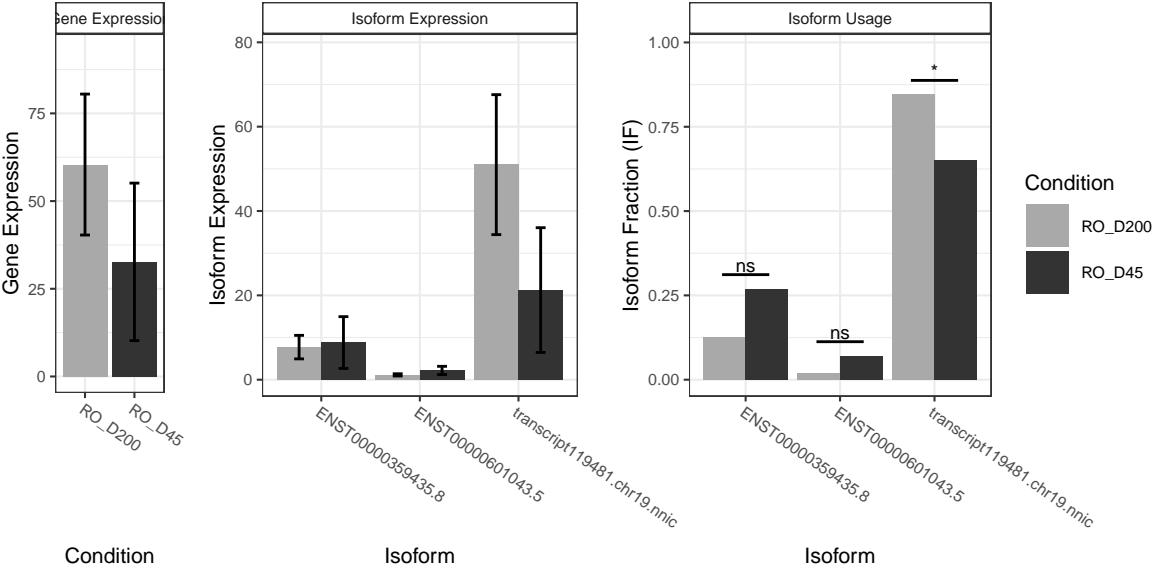 Gene Expression
Isoform Expression
Isoform Usage
Gene Expression
75
50
25
0
RO_D200
RO_D45
Condition
Isoform Expression
80
60
40
20
0
ENST00000359435.8
ENST00000601043.5
transcript119481.chr19.nnic
Isoform
Isoform Fraction (IF)
1.00
0.75
0.50
0.25
0.00
ns
ns
*
ENST00000359435.8
ENST00000601043.5
transcript119481.chr19.nnic
Isoform
Condition
RO_D200
RO_D45